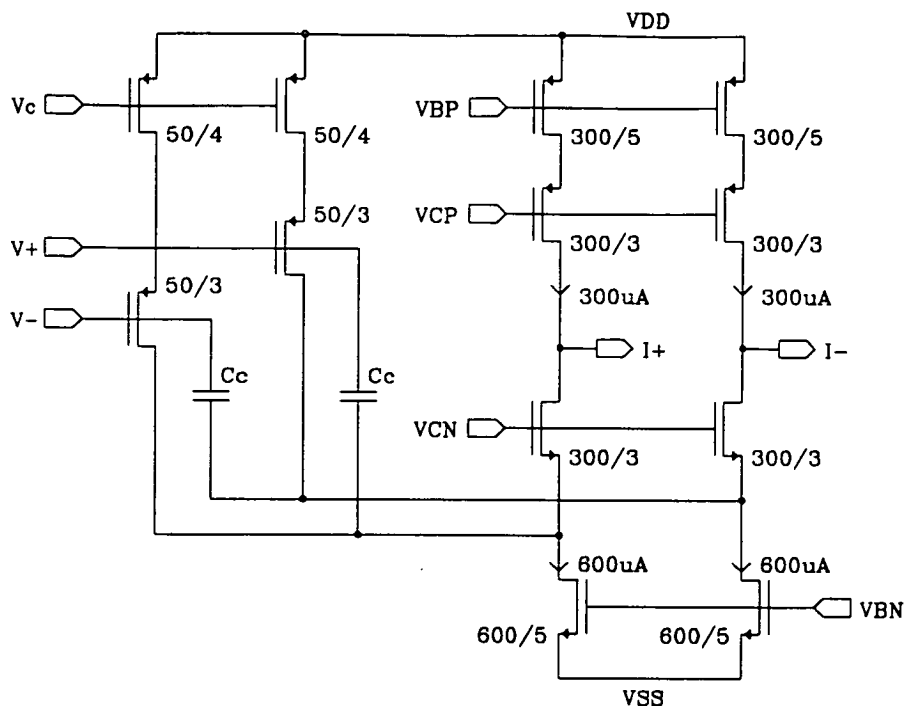 VDD
Vc
50/4
50/4
VBP
300/5
300/5
V+
50/3
VCP
300/3
300/3
V-
50/3
300uA
300uA
I+
I-
Cc
Cc
VCN
300/3
300/3
600uA
600uA
VBN
600/5
600/5
VSS